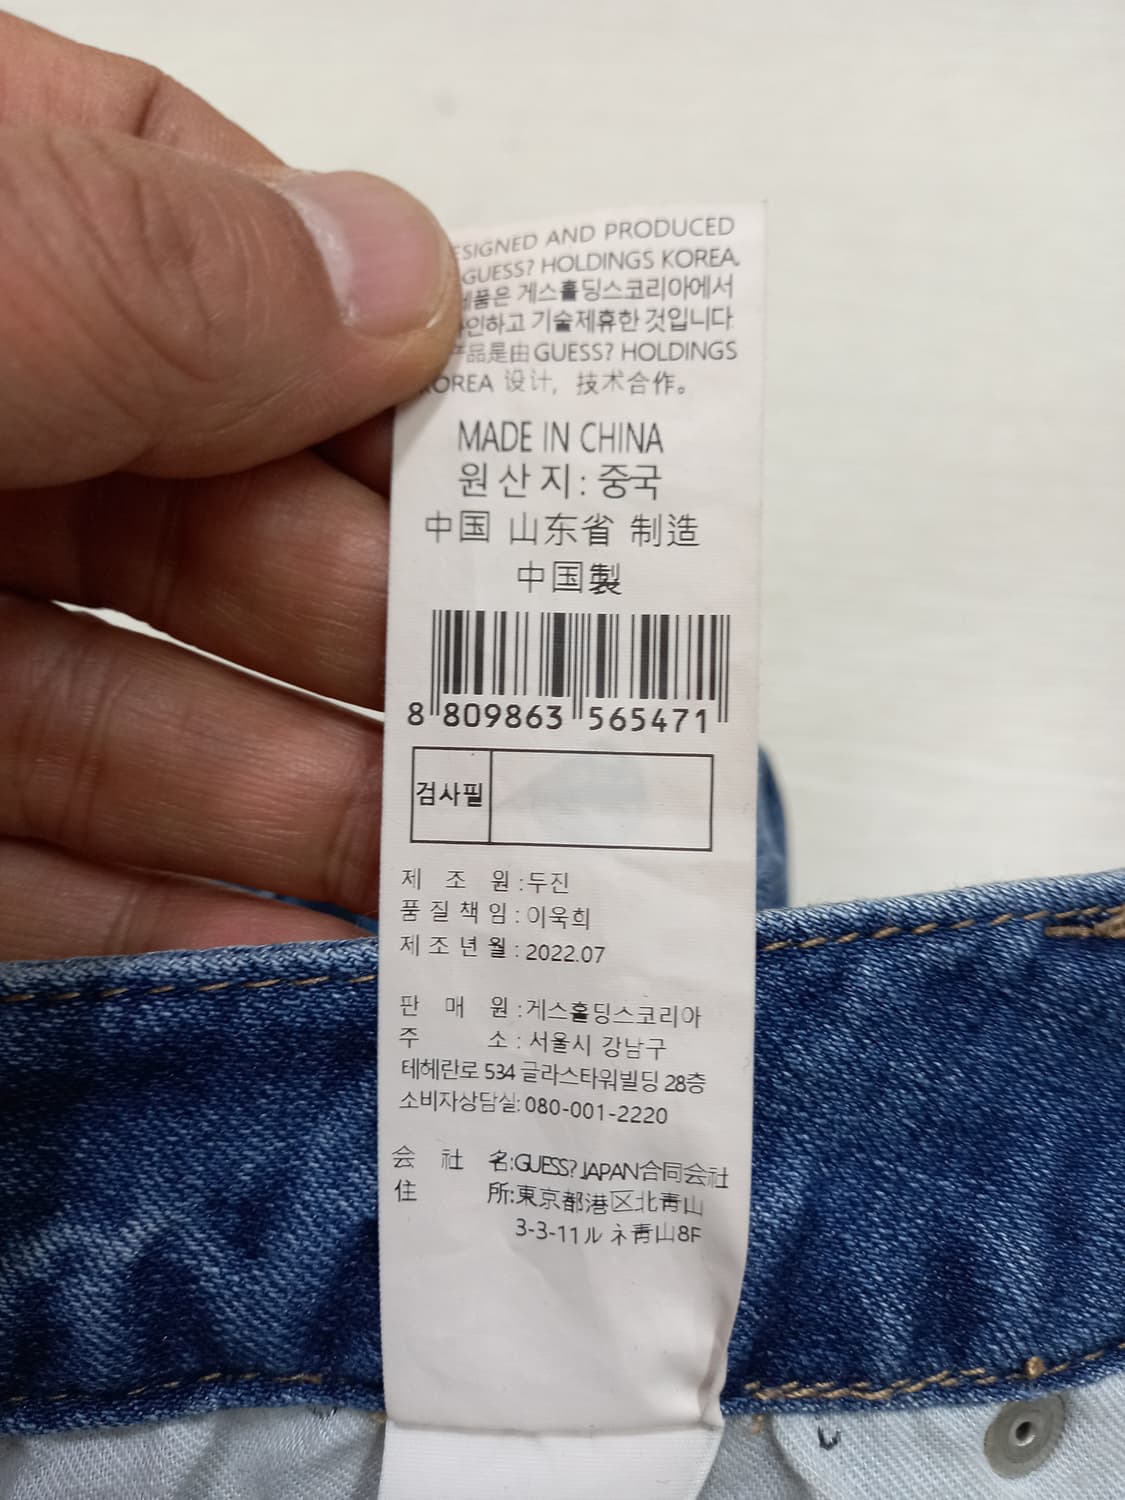 ESIGNED AND PRODUCED
GUESS? HOLDINGS KOREA.
제품은 게스홀딩스코리아에서
인하고 기술제휴한 것입니다
产品是由GUESS? HOLDINGS
KOREA 设计, 技术合作。
MADE IN CHINA
원산지: 중국
中国 山东省 制造
中国製
8 809863 565471
검사필
제 조 원 : 두진
품질책임 : 이욱희
제조년월 : 2022.07
판 매 원 : 게스홀딩스코리아
주 소 : 서울시 강남구
테헤란로 534 글라스타워빌딩 28층
소비자상담실: 080-001-2220
会 社 名:GUESS? JAPAN合同会社
住 所:東京都港区北青山
3-3-11ルネ青山8F